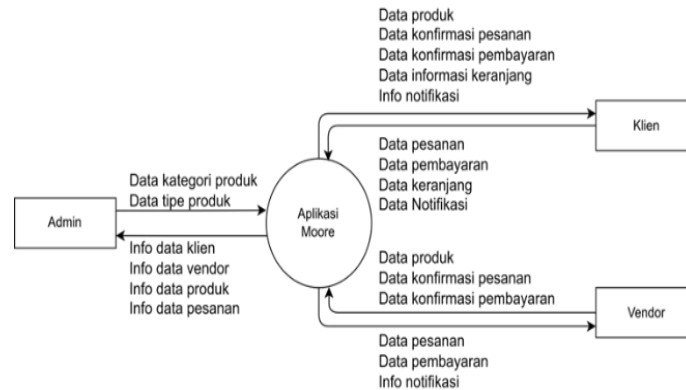 Data produk
Data konfirmasi pesanan
Data konfirmasi pembayaran
Data informasi keranjang
Info notifikasi
Klien
Data pesanan
Data pembayaran
Data keranjang
Data Notifikasi
Data kategori produk
Data tipe produk
Admin
Aplikasi
Moore
Info data klien
Info data vendor
Info data produk
Info data pesanan
Data produk
Data konfirmasi pesanan
Data konfirmasi pembayaran
Vendor
Data pesanan
Data pembayaran
Info notifikasi